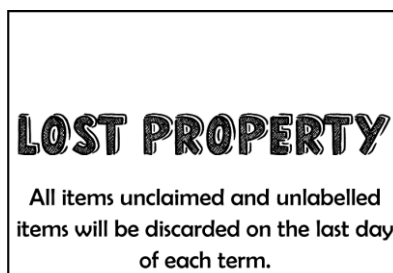 LOST PROPERTY
All items unclaimed and unlabelled
items will be discarded on the last day
of each term.